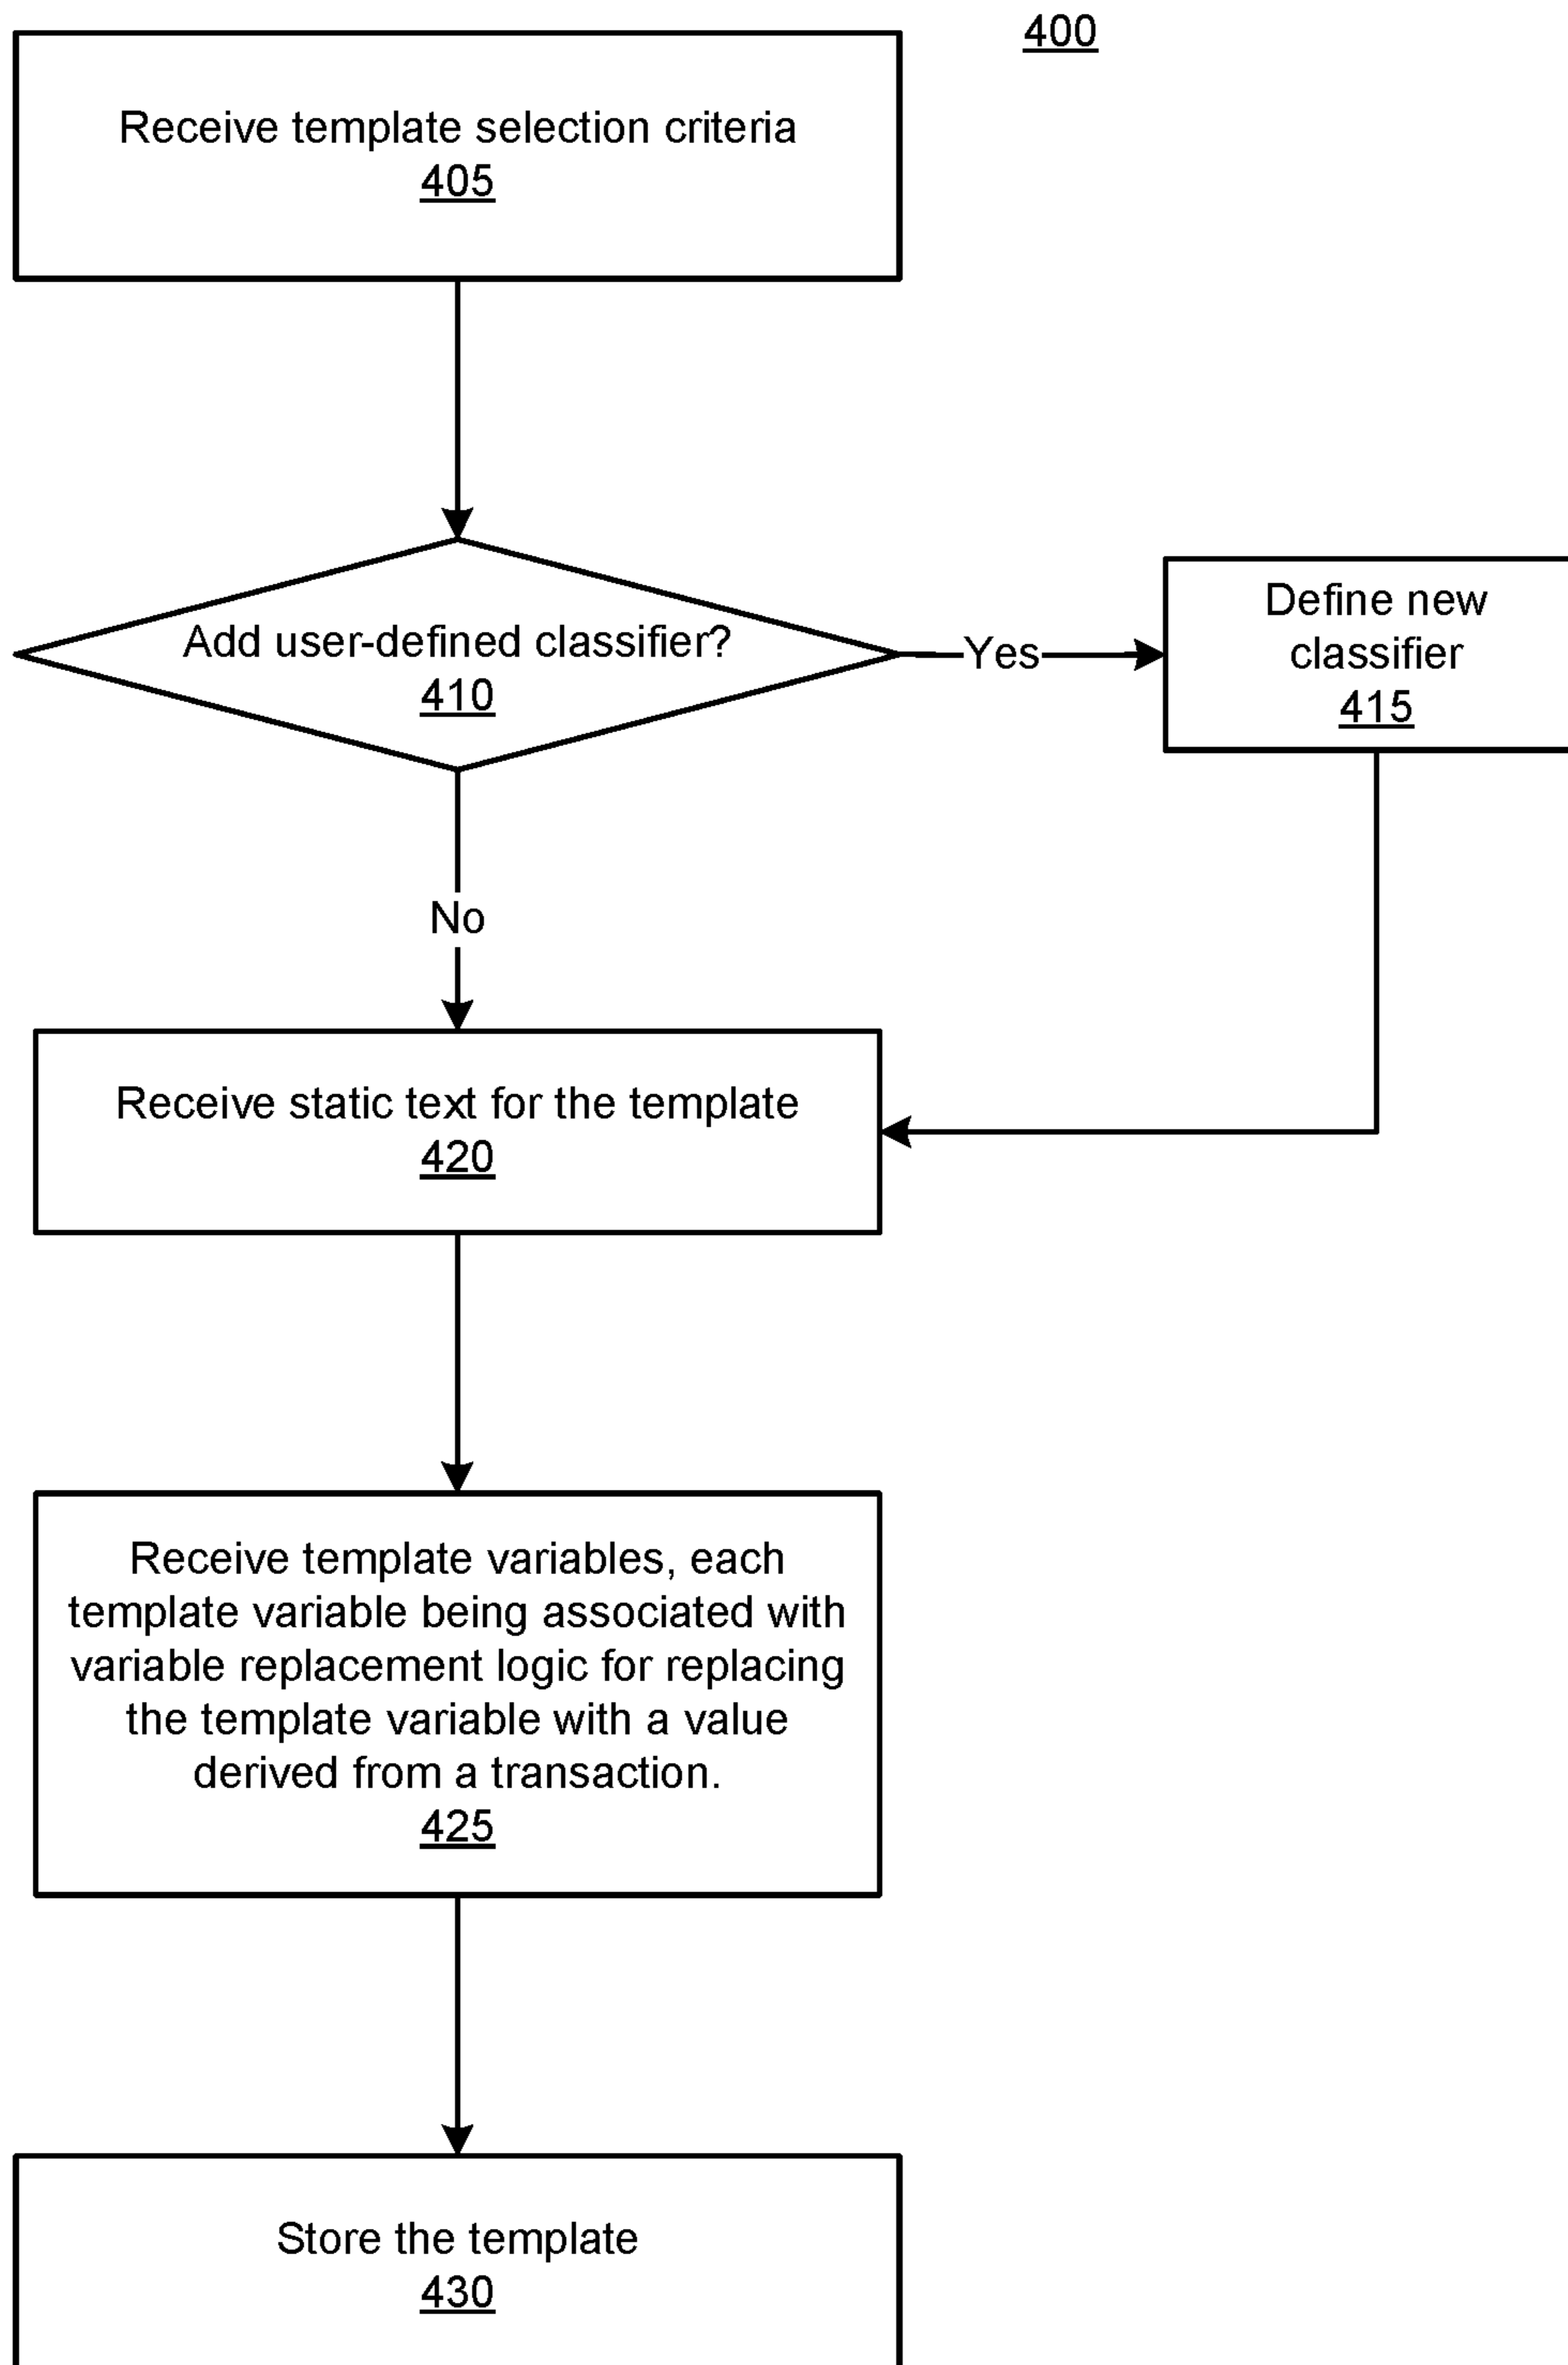 400
Receive template selection criteria
405
Add user-defined classifier?
410
Yes
Define new
classifier
415
No
Receive static text for the template
420
Receive template variables, each
template variable being associated with
variable replacement logic for replacing
the template variable with a value
derived from a transaction.
425
Store the template
430